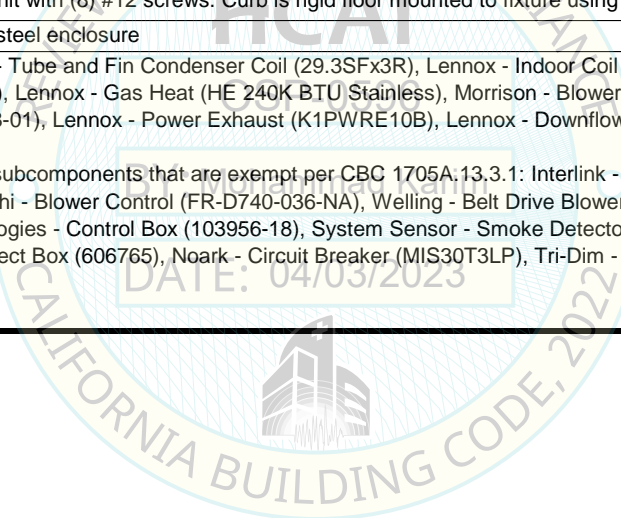 nit with (8) #12 screws. Curb is rigid floor mounted to fixture using
HCAI
steel enclosure
- Tube and Fin Condenser Coil (29.3SFx3R), Lennox - Indoor Coil
OSP-0596
), Lennox - Gas Heat (HE 240K BTU Stainless), Morrison - Blower
-01), Lennox - Power Exhaust (K1PWRE10B), Lennox - Downflow
subcomponents that are exempt per CBC 1705A.13.3.1: Interlink -
BY: Mohammad Karim
hi - Blower Control (FR-D740-036-NA), Welling - Belt Drive Blower
ogies - Control Box (103956-18), System Sensor - Smoke Detecto
ect Box (606765), Noark - Circuit Breaker (MIS30T3LP), Tri-Dim -
DATE: 04/03/2023
CALIFORNIA BUILDING CODE, 2022